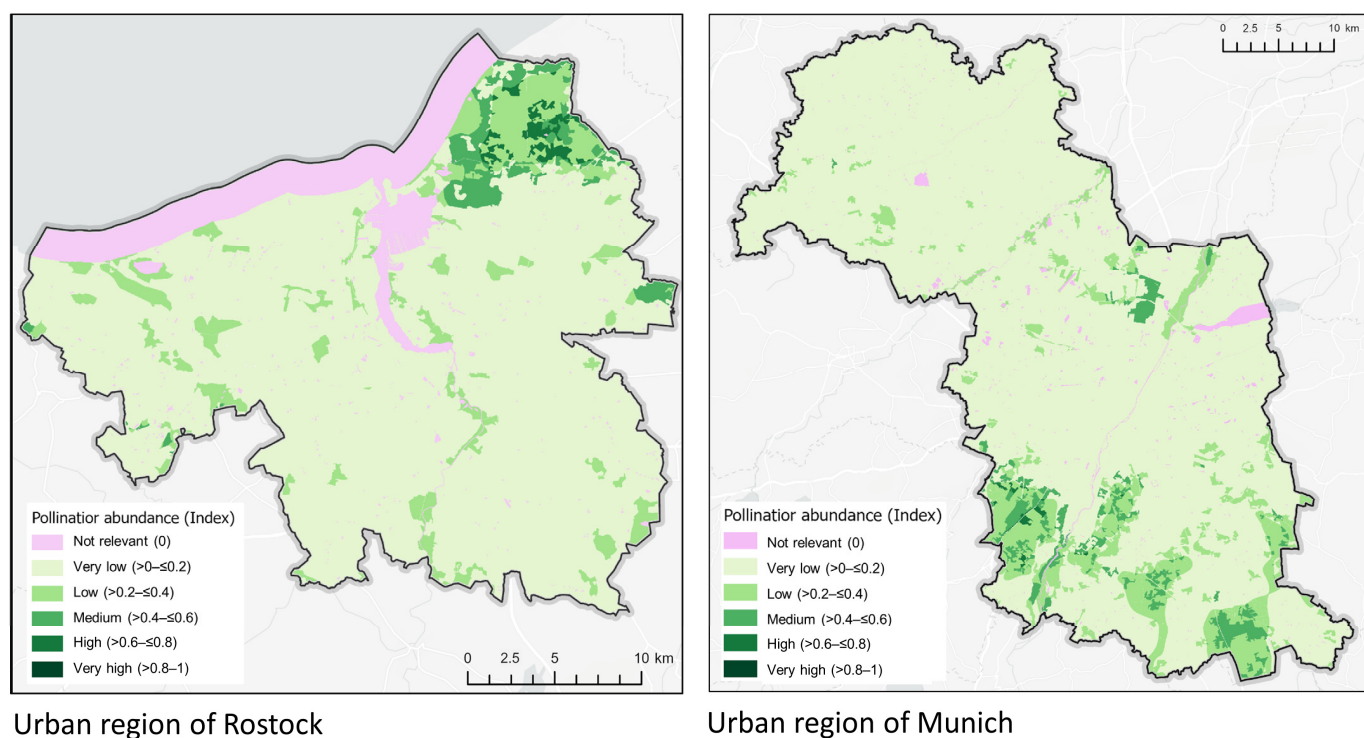 0 2.5 5 10 km
Pollinatior abundance (Index)
Not relevant (0)
Very low (>0–≤0.2)
Low (>0.2–≤0.4)
Medium (>0.4–≤0.6)
High (>0.6–≤0.8)
Very high (>0.8–1)
Urban region of Rostock
0 2.5 5 10 km
Pollinatior abundance (Index)
Not relevant (0)
Very low (>0–≤0.2)
Low (>0.2–≤0.4)
Medium (>0.4–≤0.6)
High (>0.6–≤0.8)
Very high (>0.8–1)
Urban region of Munich